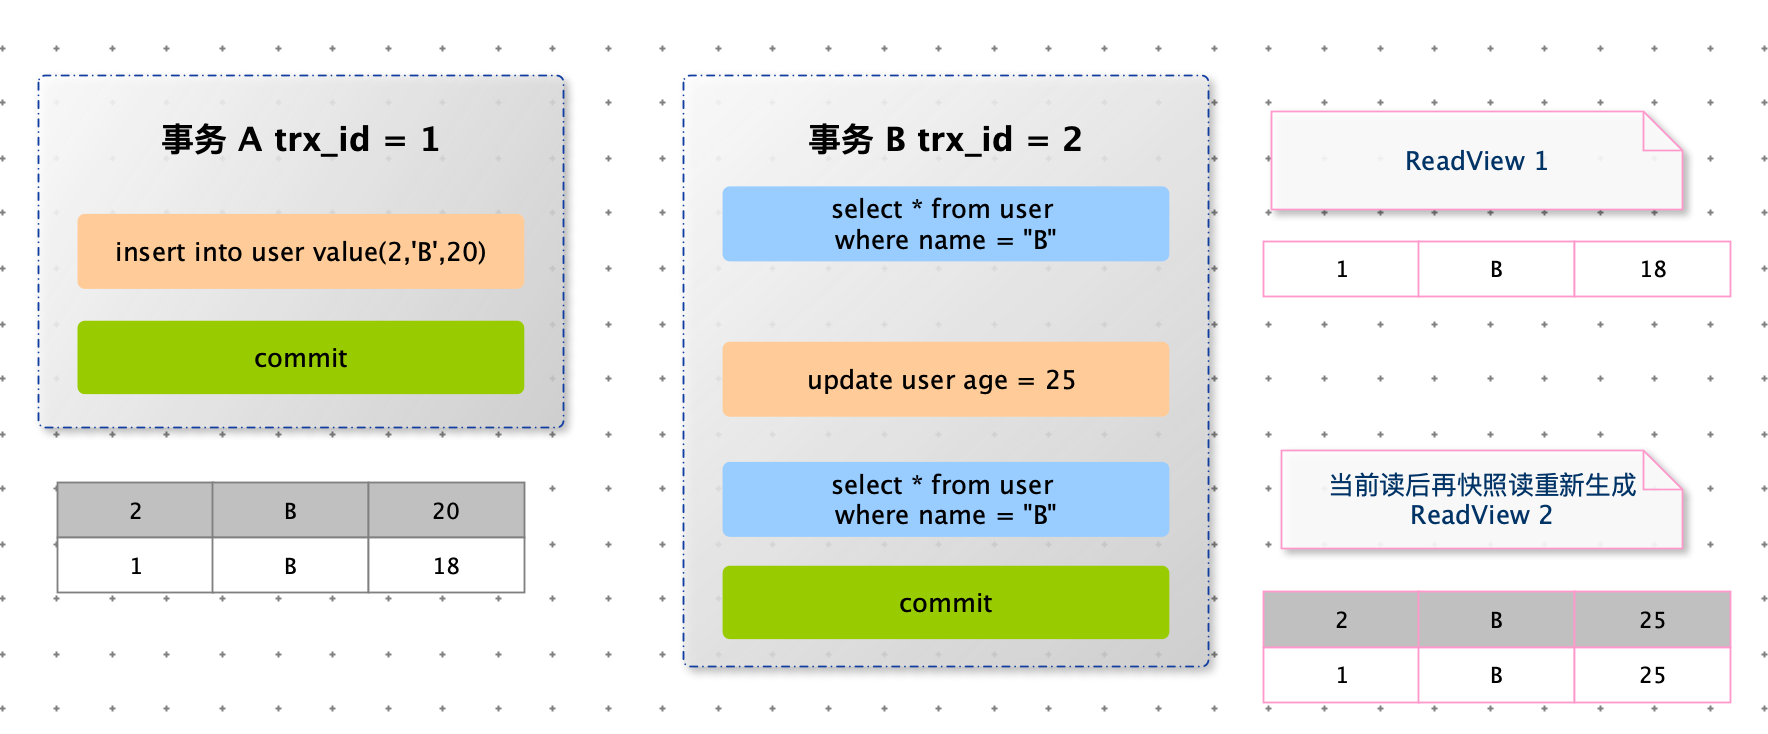 事务 A trx_id = 1
insert into user value(2,'B',20)
commit
2 B 20
1 B 18
事务 B trx_id = 2
select * from user
where name = "B"
update user age = 25
select * from user
where name = "B"
commit
ReadView 1
1 B 18
当前读后再快照读重新生成
ReadView 2
2 B 25
1 B 25